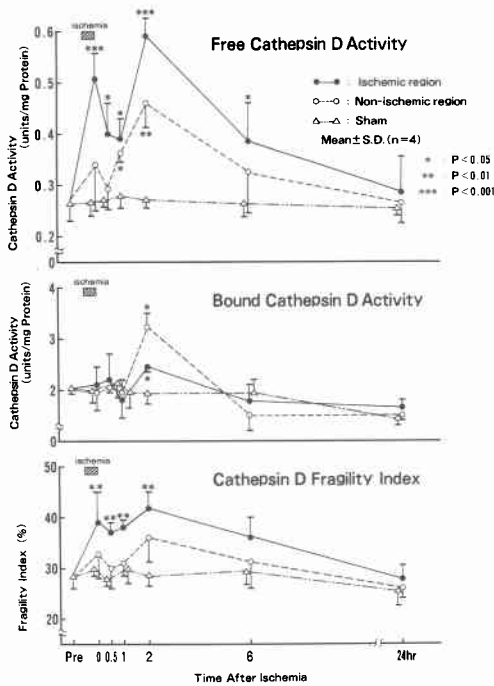 ischemia
***
***
Free Cathepsin D Activity
●—● : Ischemic region
○--○ : Non-ischemic region
△-·-△ : Sham
Mean±S.D. (n=4)
* P<0.05
** P<0.01
*** P<0.001
*
*
*
*
**
0.6
0.5
0.4
0.3
0.2
Cathepsin D Activity
(units/mg Protein)
ischemia
Bound Cathepsin D Activity
*
*
4
3
2
1
0
Cathepsin D Activity
(units/mg Protein)
ischemia
Cathepsin D Fragility Index
**
**
**
**
50
40
30
20
Fragility Index (%)
Pre 0 0.5 1 2 6 24hr
Time After Ischemia